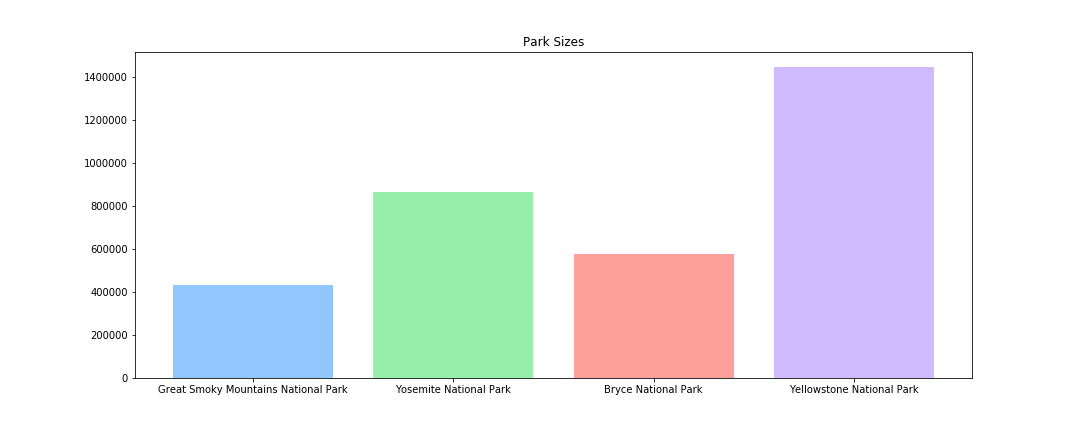 Park Sizes
1400000
1200000
1000000
800000
600000
400000
200000
0
Great Smoky Mountains National Park
Yosemite National Park
Bryce National Park
Yellowstone National Park